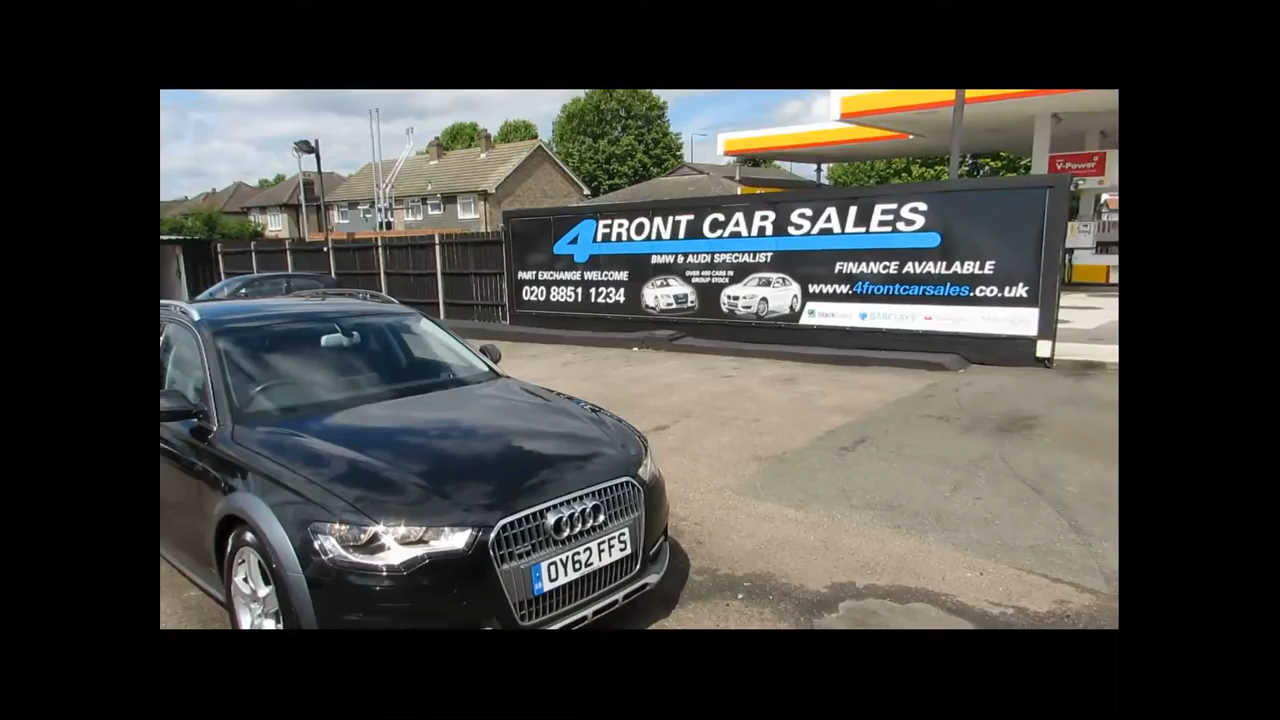 V-Power
4FRONT CAR SALES
BMW & AUDI SPECIALIST
PART EXCHANGE WELCOME
020 8851 1234
OVER 400 CARS IN
GROUP STOCK
FINANCE AVAILABLE
www.4frontcarsales.co.uk
BARCLAYS
OY62 FFS
GB